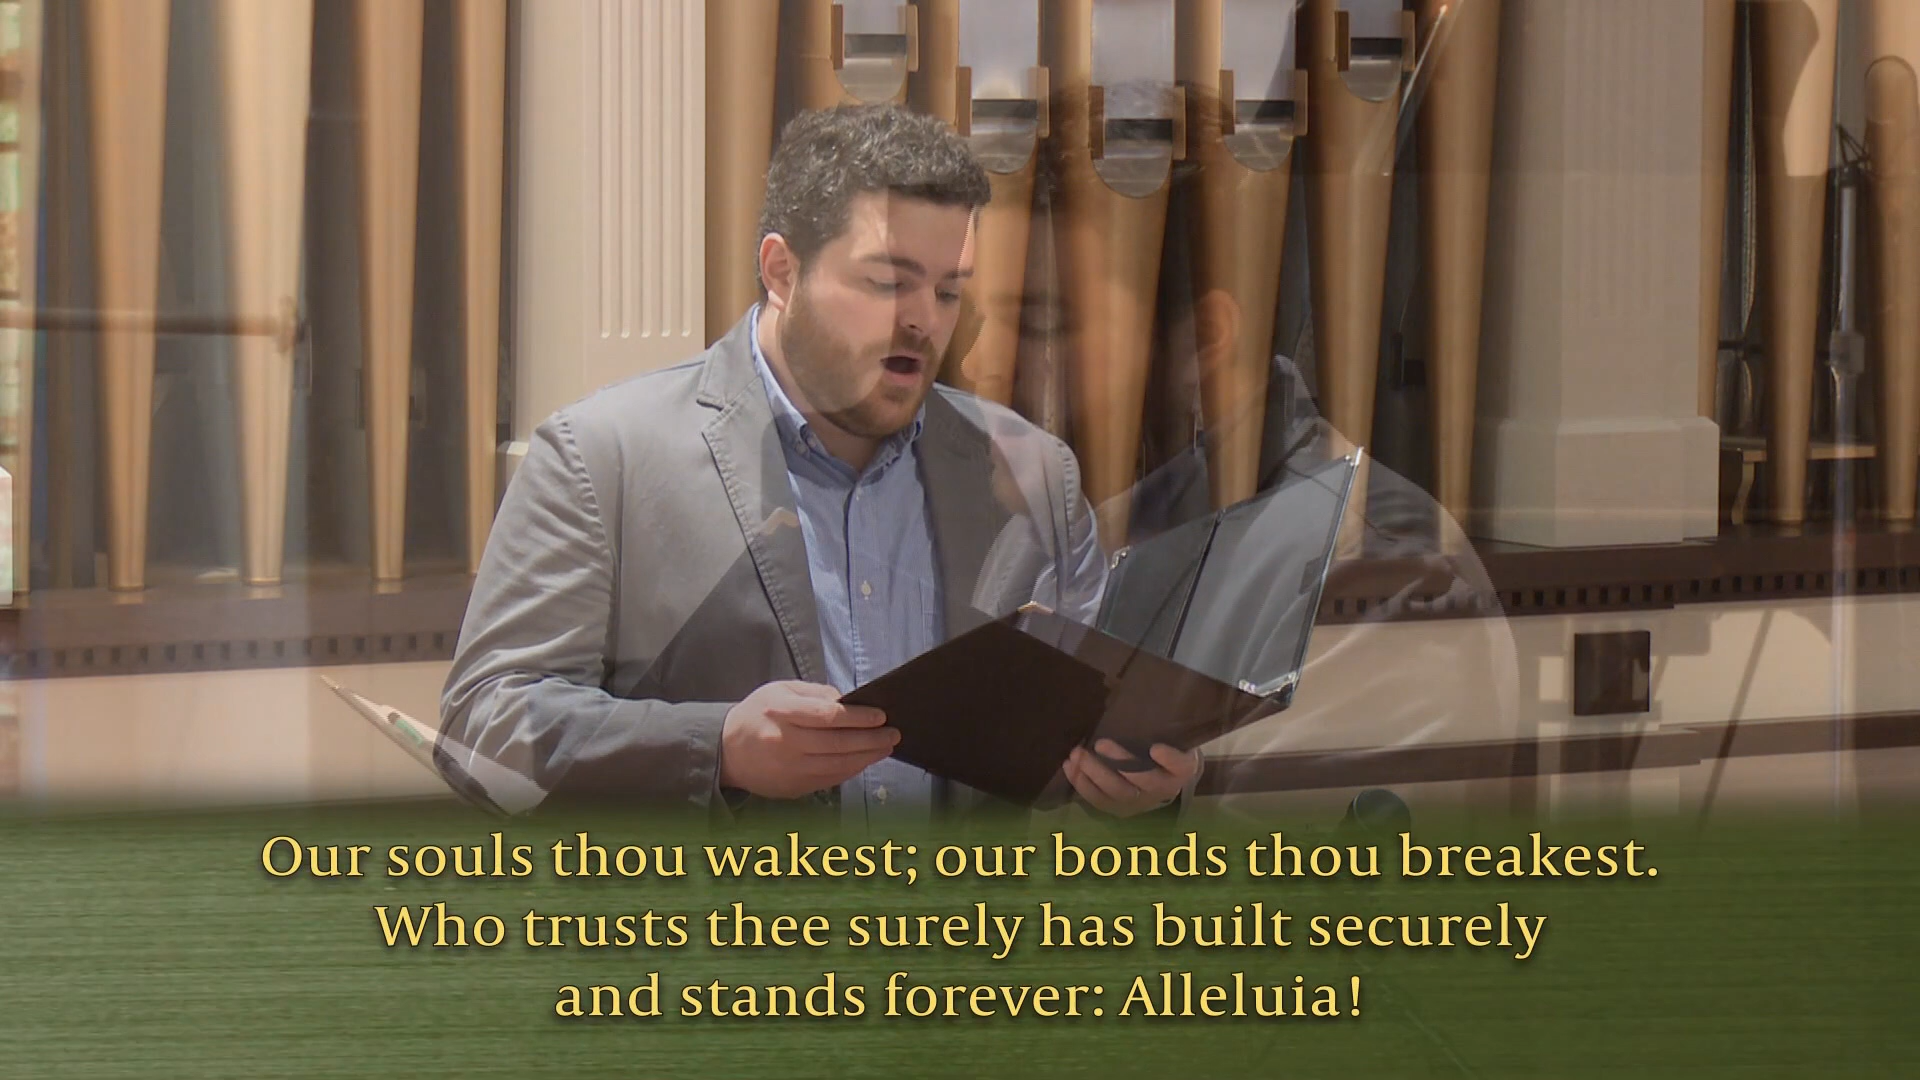 Our souls thou wakest; our bonds thou breakest.
Who trusts thee surely has built securely
and stands forever: Alleluia!